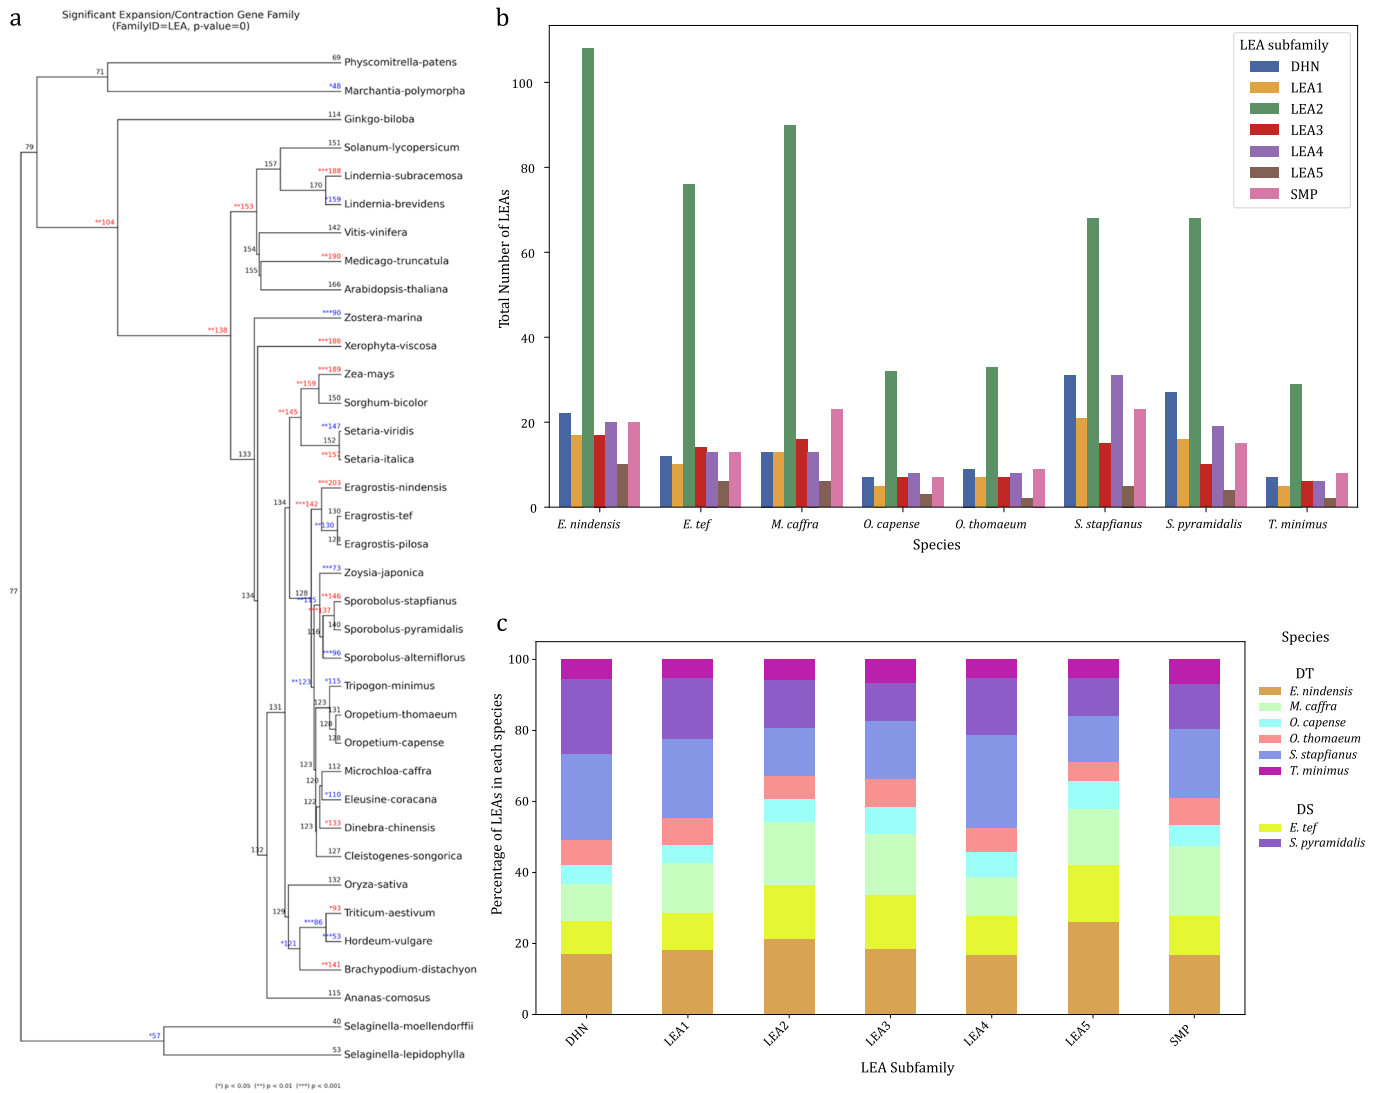 a
Significant Expansion/Contraction Gene Family
(FamilyID=LEA, p-value=0)
69
Physcomitrella-patens
71
*48
Marchantia-polymorpha
114
Ginkgo-biloba
79
151
Solanum-lycopersicum
157
***188
Lindernia-subracemosa
170
*159
Lindernia-brevidens
**153
**104
142
Vitis-vinifera
154
**190
Medicago-truncatula
155
166
Arabidopsis-thaliana
***90
Zostera-marina
**138
***186
Xerophyta-viscosa
***189
Zea-mays
**159
150
Sorghum-bicolor
**145
**147
Setaria-viridis
152
**157
Setaria-italica
133
***203
Eragrostis-nindensis
134
***142
130
Eragrostis-tef
**130
128
Eragrostis-pilosa
***73
Zoysia-japonica
77
134
128
**115
**146
Sporobolus-stapfianus
***137
140
Sporobolus-pyramidalis
116
***96
Sporobolus-alterniflorus
**123
*115
Tripogon-minimus
131
123
131
Oropetium-thomaeum
128
128
Oropetium-capense
123
112
Microchloa-caffra
120
*110
Eleusine-coracana
122
*133
Dinebra-chinensis
123
127
Cleistogenes-songorica
132
132
Oryza-sativa
129
*93
Triticum-aestivum
***86
***53
Hordeum-vulgare
*121
**141
Brachypodium-distachyon
115
Ananas-comosus
40
Selaginella-moellendorffii
*57
53
Selaginella-lepidophylla
(*) p < 0.05 (**) p < 0.01 (***) p < 0.001
b
Total Number of LEAs
100
80
60
40
20
0
E. nindensis
E. tef
M. caffra
O. capense
O. thomaeum
S. stapfianus
S. pyramidalis
T. minimus
Species
LEA subfamily
DHN
LEA1
LEA2
LEA3
LEA4
LEA5
SMP
c
Percentage of LEAs in each species
100
80
60
40
20
0
DHN
LEA1
LEA2
LEA3
LEA4
LEA5
SMP
LEA Subfamily
Species
DT
E. nindensis
M. caffra
O. capense
O. thomaeum
S. stapfianus
T. minimus
DS
E. tef
S. pyramidalis